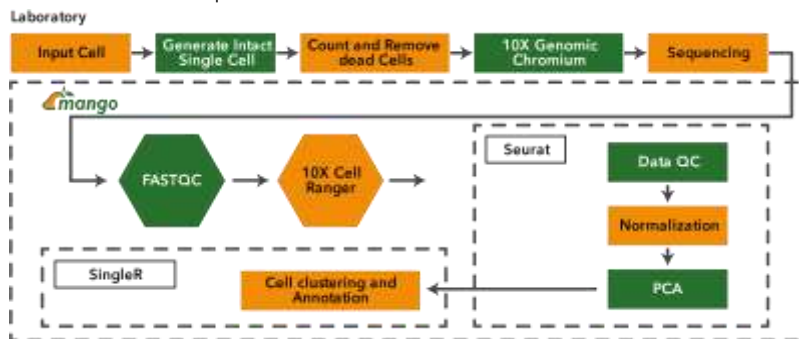 Laboratory
Input Cell
Generate Intact
Single Cell
Count and Remove
dead Cells
10X Genomic
Chromium
Sequencing
mango
Seurat
FASTQC
10X Cell
Ranger
Data QC
Normalization
PCA
SingleR
Cell clustering and
Annotation